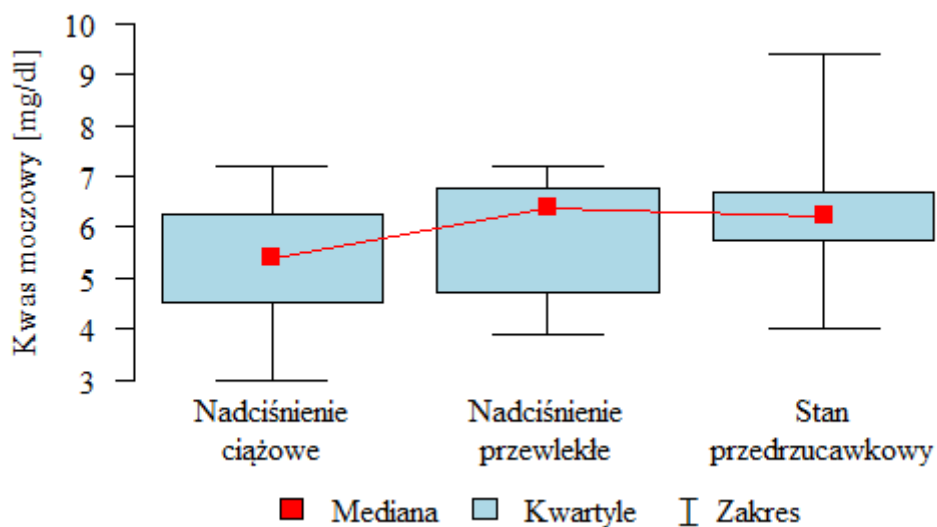 Kwas moczowy [mg/dl]
10
9
8
7
6
5
4
3
Nadciśnienie
ciążowe
Nadciśnienie
przewlekłe
Stan
przedrzucawkowy
Mediana Kwartyle Zakres